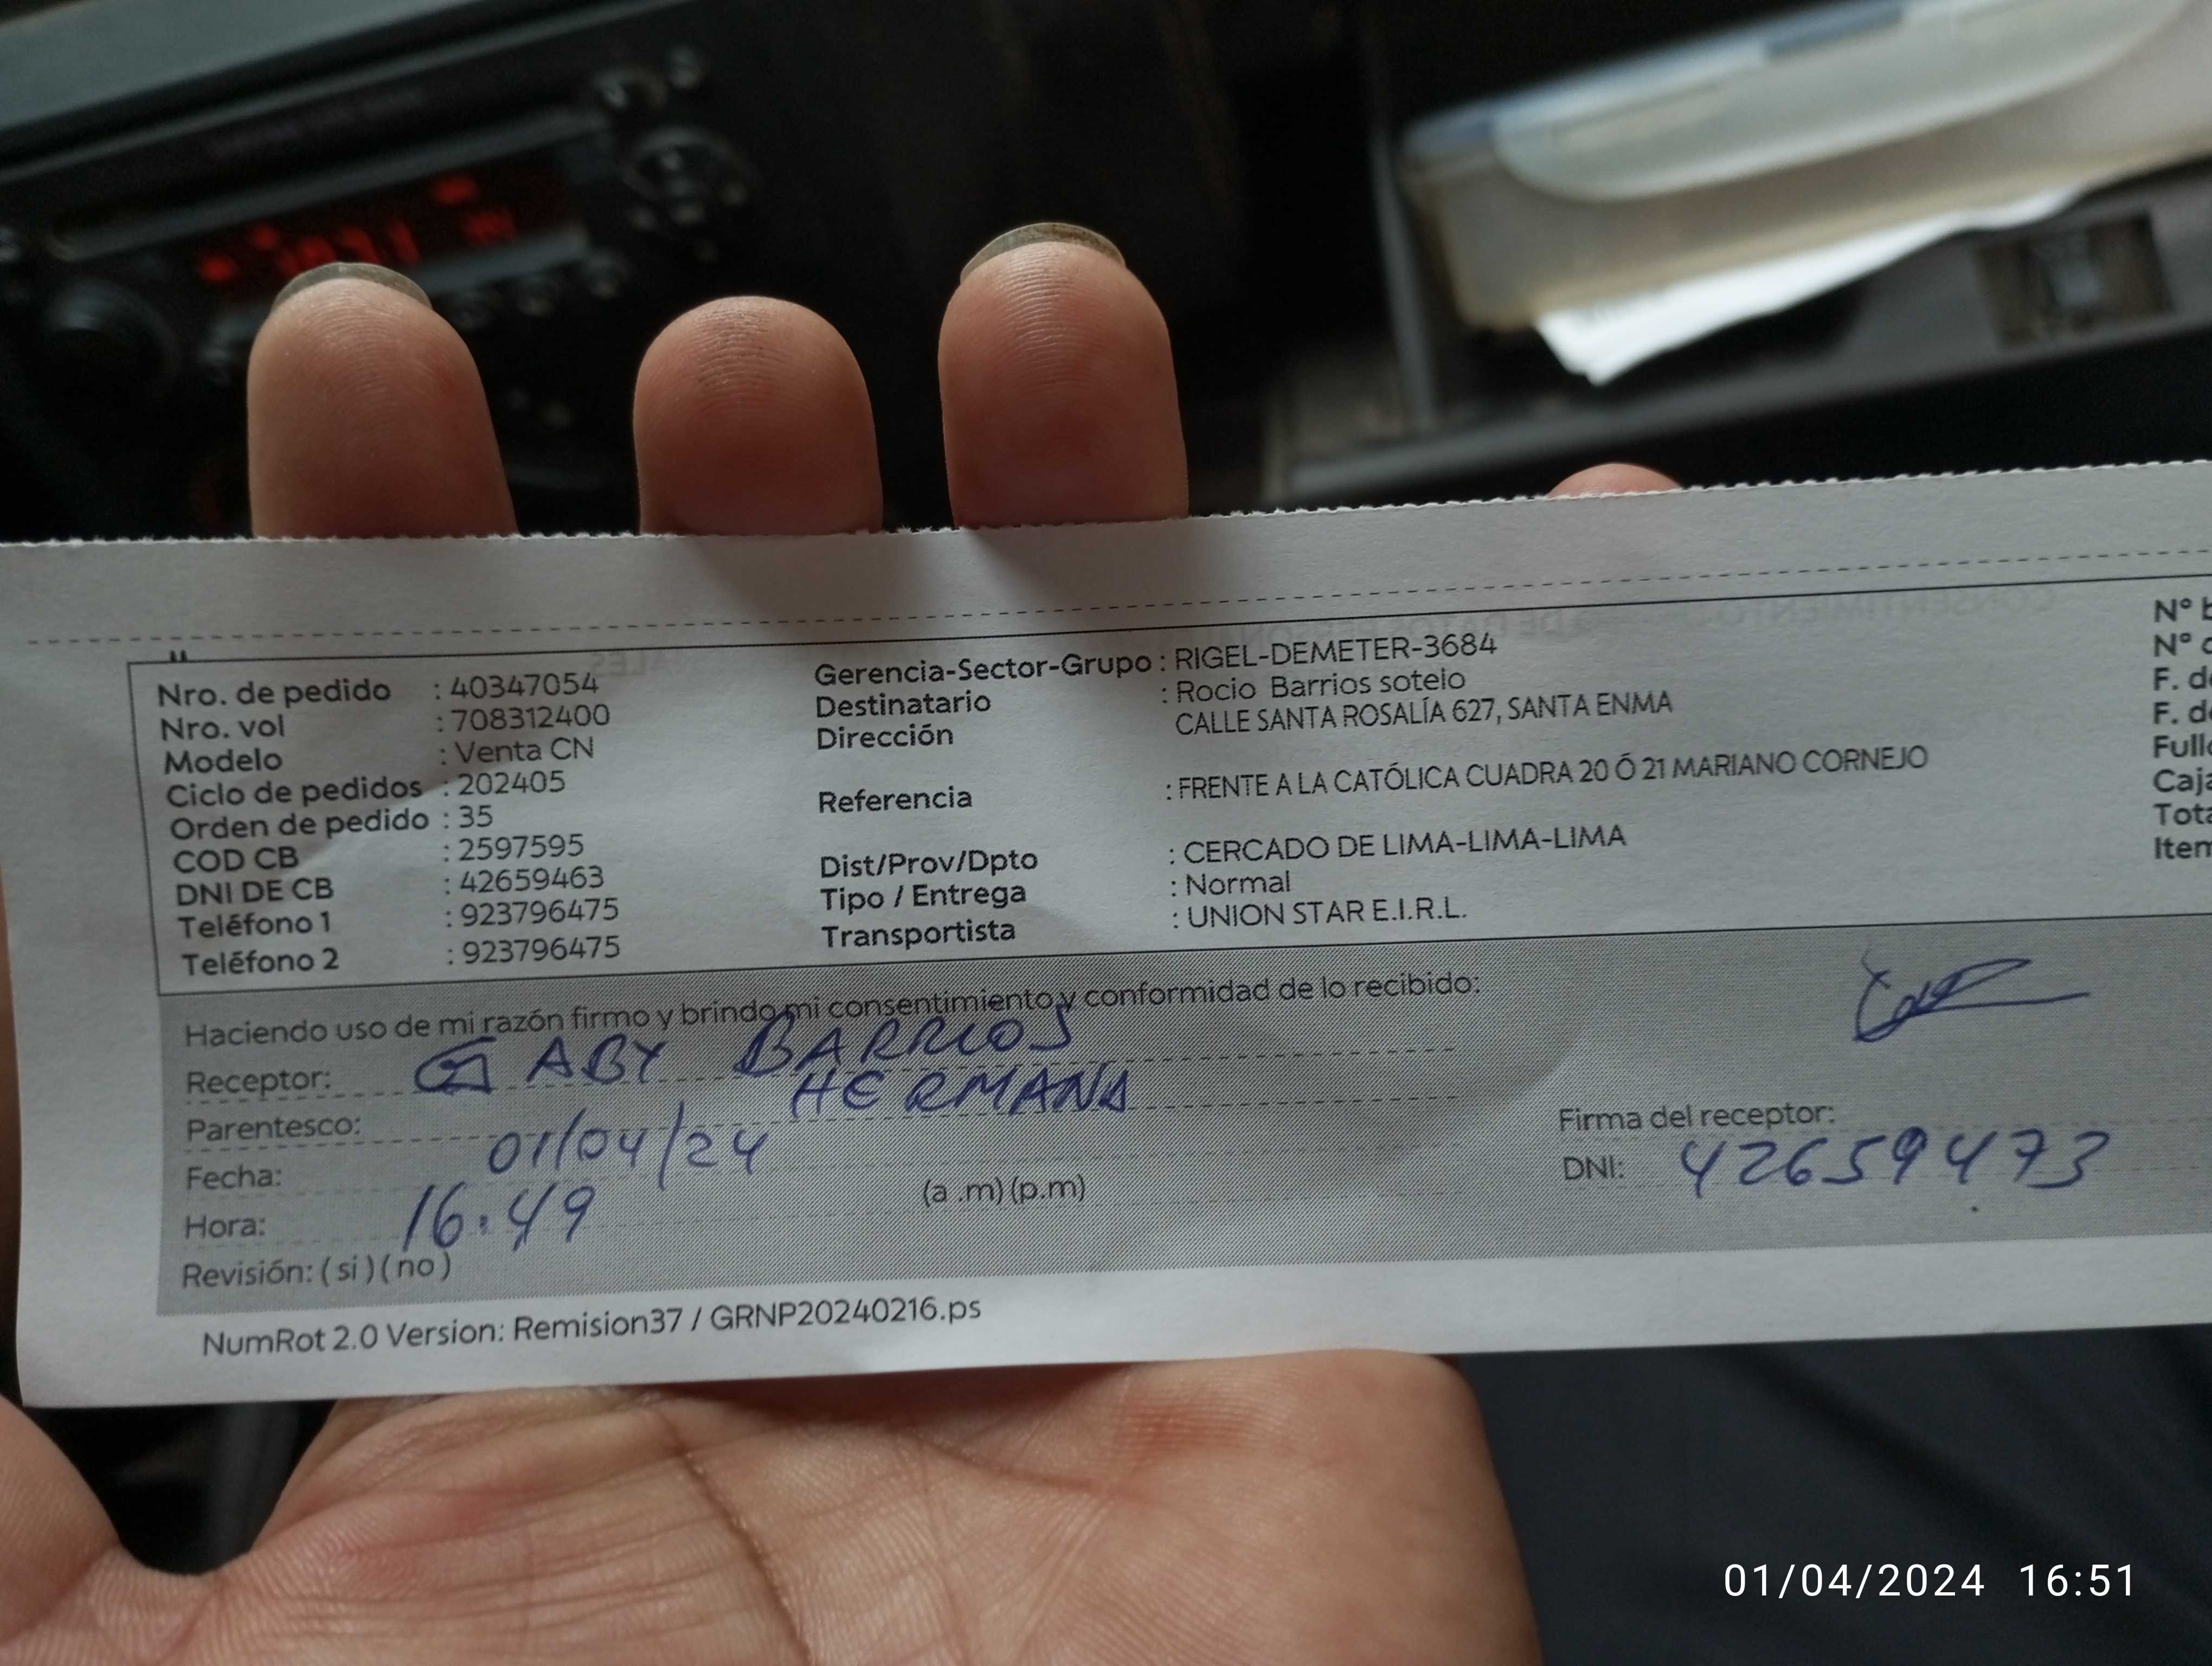 Nro. de pedido : 40347054
Nro. vol : 708312400
Modelo : Venta CN
Ciclo de pedidos : 202405
Orden de pedido : 35
COD CB : 2597595
DNI DE CB : 42659463
Teléfono 1 : 923796475
Teléfono 2 : 923796475
Gerencia-Sector-Grupo : RIGEL-DEMETER-3684
Destinatario : Rocio Barrios sotelo
Dirección CALLE SANTA ROSALÍA 627, SANTA ENMA
Referencia : FRENTE A LA CATÓLICA CUADRA 20 Ó 21 MARIANO CORNEJO
Dist/Prov/Dpto : CERCADO DE LIMA-LIMA-LIMA
Tipo / Entrega : Normal
Transportista : UNION STAR E.I.R.L.
N°
N°
F.
F.
Haciendo uso de mi razón firmo y brindo mi consentimiento y conformidad de lo recibido:
Receptor: GABY BARRIOS
Parentesco: HERMANA
Fecha: 01/04/24
Hora: 16:49 (a .m) (p.m)
Revisión: ( si ) ( no )
Firma del receptor:
DNI: 42659473
NumRot 2.0 Version: Remision37 / GRNP20240216.ps
01/04/2024 16:51